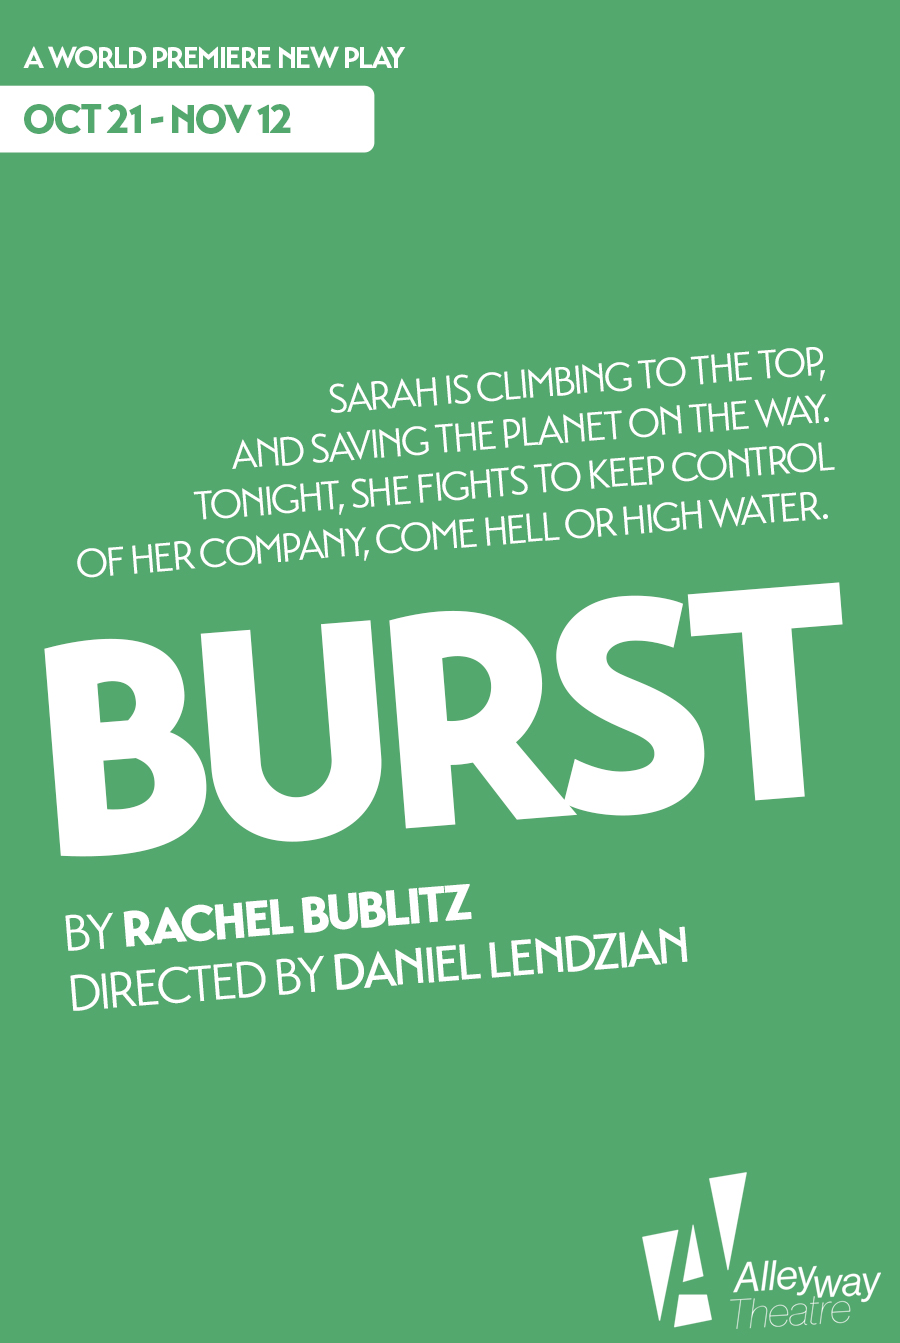 A WORLD PREMIERE NEW PLAY
OCT 21 - NOV 12
SARAH IS CLIMBING TO THE TOP,
AND SAVING THE PLANET ON THE WAY.
TONIGHT, SHE FIGHTS TO KEEP CONTROL
OF HER COMPANY, COME HELL OR HIGH WATER.
BURST
BY RACHEL BUBLITZ
DIRECTED BY DANIEL LENDZIAN
Alleyway
Theatre